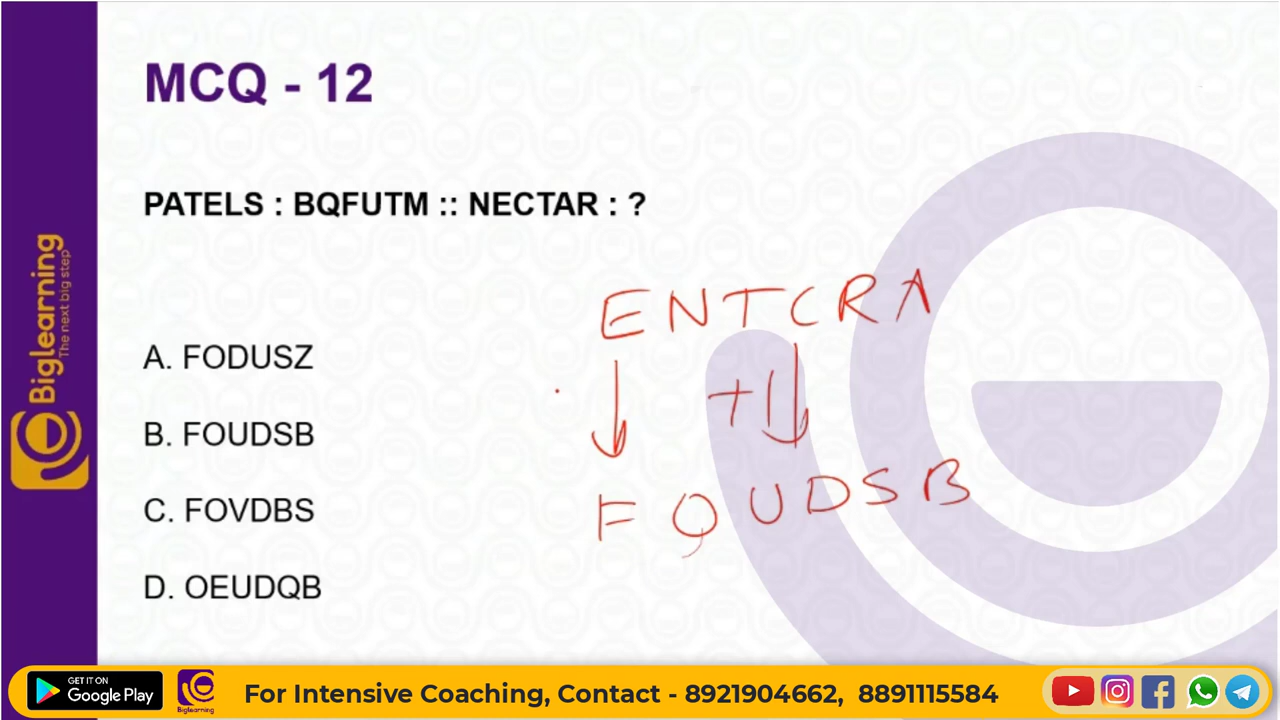 MCQ - 12
PATELS : BQFUTM :: NECTAR : ?
ENTCRA
A. FODUSZ
+1
B. FOUDSB
FOUDSB
C. FOVDBS
D. OEUDQB
Biglearning
The next big step
GET IT ON
Google Play
Biglearning
For Intensive Coaching, Contact - 8921904662, 8891115584